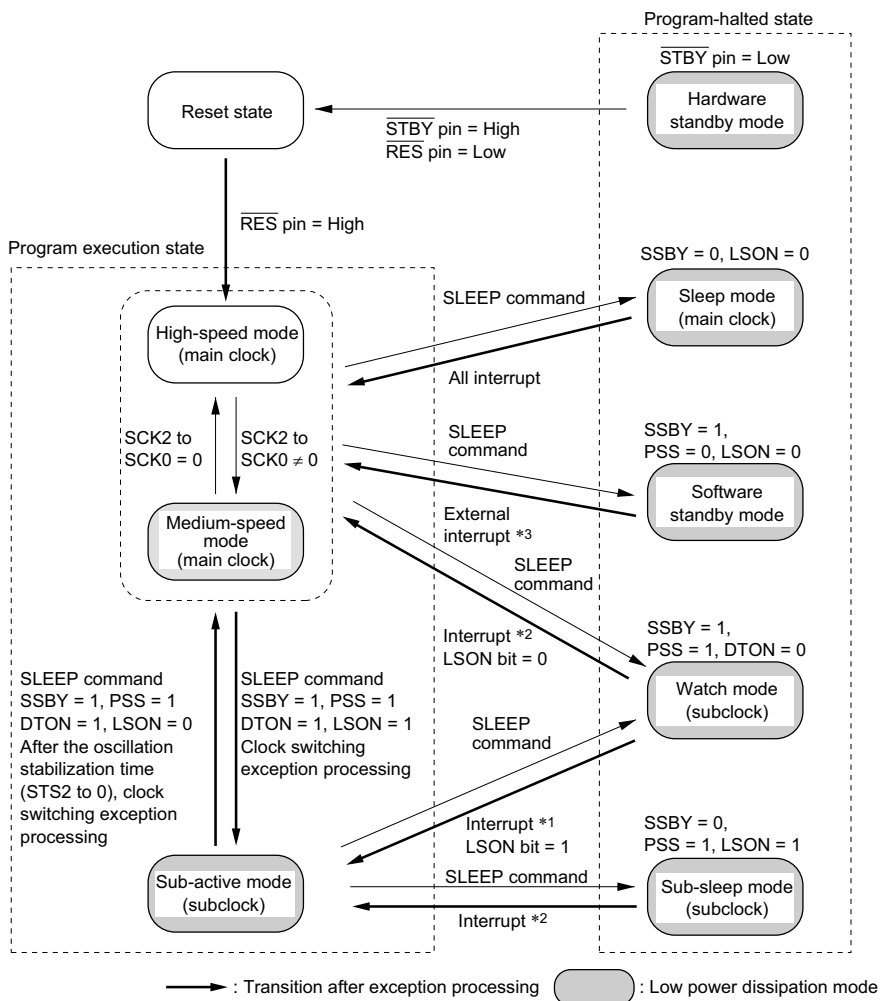 Program-halted state
STBY pin = Low
Reset state
Hardware
standby mode
STBY pin = High
RES pin = Low
RES pin = High
Program execution state
SSBY = 0, LSON = 0
SLEEP command
Sleep mode
(main clock)
High-speed mode
(main clock)
All interrupt
SCK2 to
SCK0 = 0
SCK2 to
SCK0 ≠ 0
SLEEP
command
SSBY = 1,
PSS = 0, LSON = 0
Software
standby mode
Medium-speed
mode
(main clock)
External
interrupt *3
SLEEP
command
Interrupt *2
LSON bit = 0
SSBY = 1,
PSS = 1, DTON = 0
Watch mode
(subclock)
SLEEP command
SSBY = 1, PSS = 1
DTON = 1, LSON = 0
After the oscillation
stabilization time
(STS2 to 0), clock
switching exception
processing
SLEEP command
SSBY = 1, PSS = 1
DTON = 1, LSON = 1
Clock switching
exception processing
SLEEP
command
Interrupt *1
LSON bit = 1
SSBY = 0,
PSS = 1, LSON = 1
Sub-active mode
(subclock)
SLEEP command
Sub-sleep mode
(subclock)
Interrupt *2
: Transition after exception processing
: Low power dissipation mode